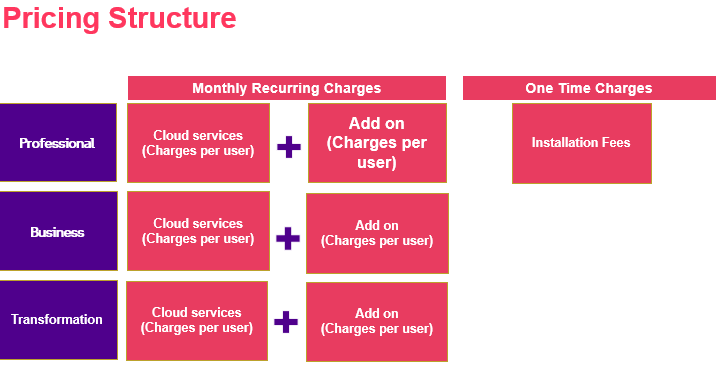 Pricing Structure
Monthly Recurring Charges
One Time Charges
Professional
Cloud services
(Charges per user)
Add on
(Charges per
user)
Installation Fees
Business
Cloud services
(Charges per user)
Add on
(Charges per user)
Transformation
Cloud services
(Charges per user)
Add on
(Charges per user)